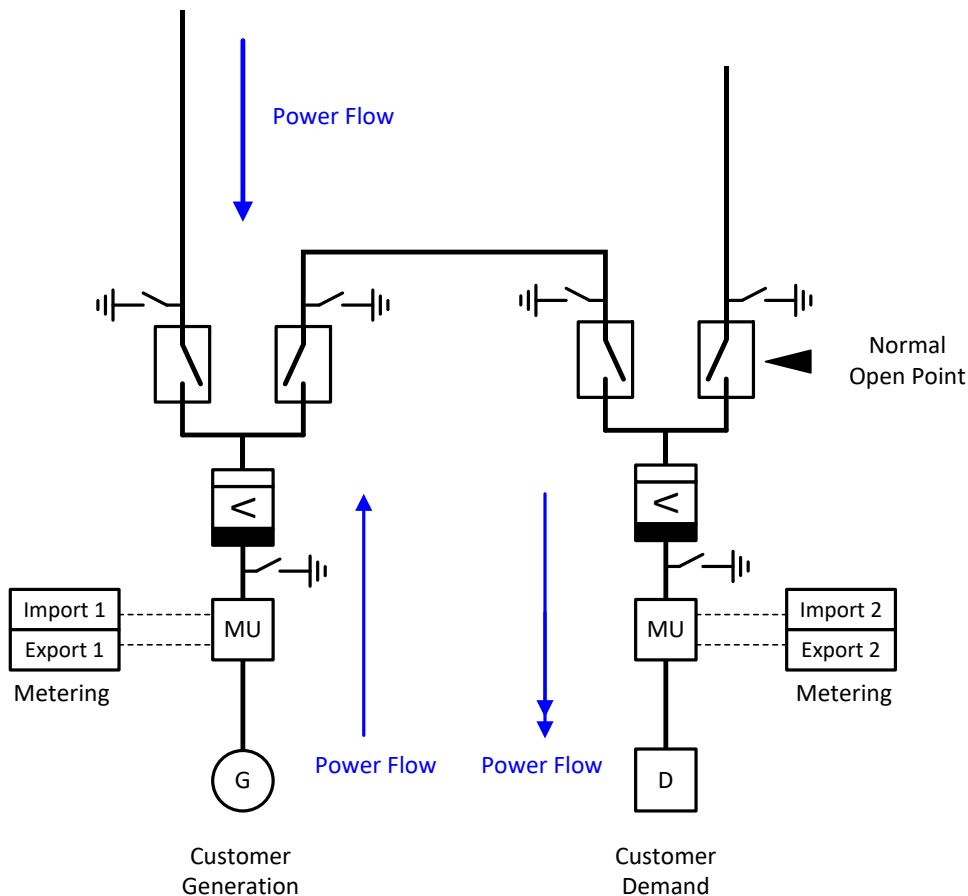 Power Flow
Normal
Open Point
<
<
Import 1
Export 1
Metering
MU
MU
Import 2
Export 2
Metering
Power Flow
Power Flow
G
D
Customer
Generation
Customer
Demand